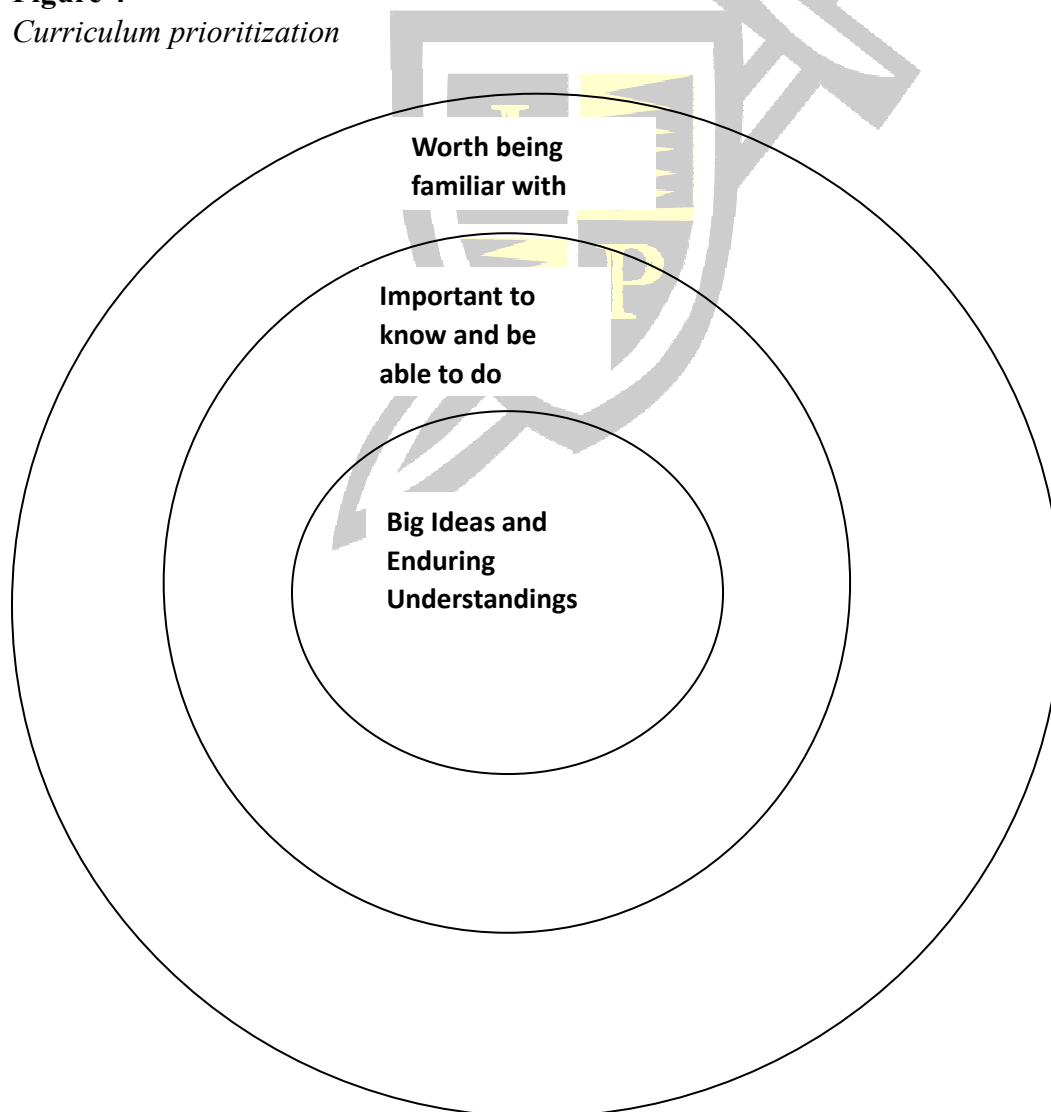 Curriculum prioritization
Worth being
familiar with
Important to
know and be
able to do
Big Ideas and
Enduring
Understandings
P